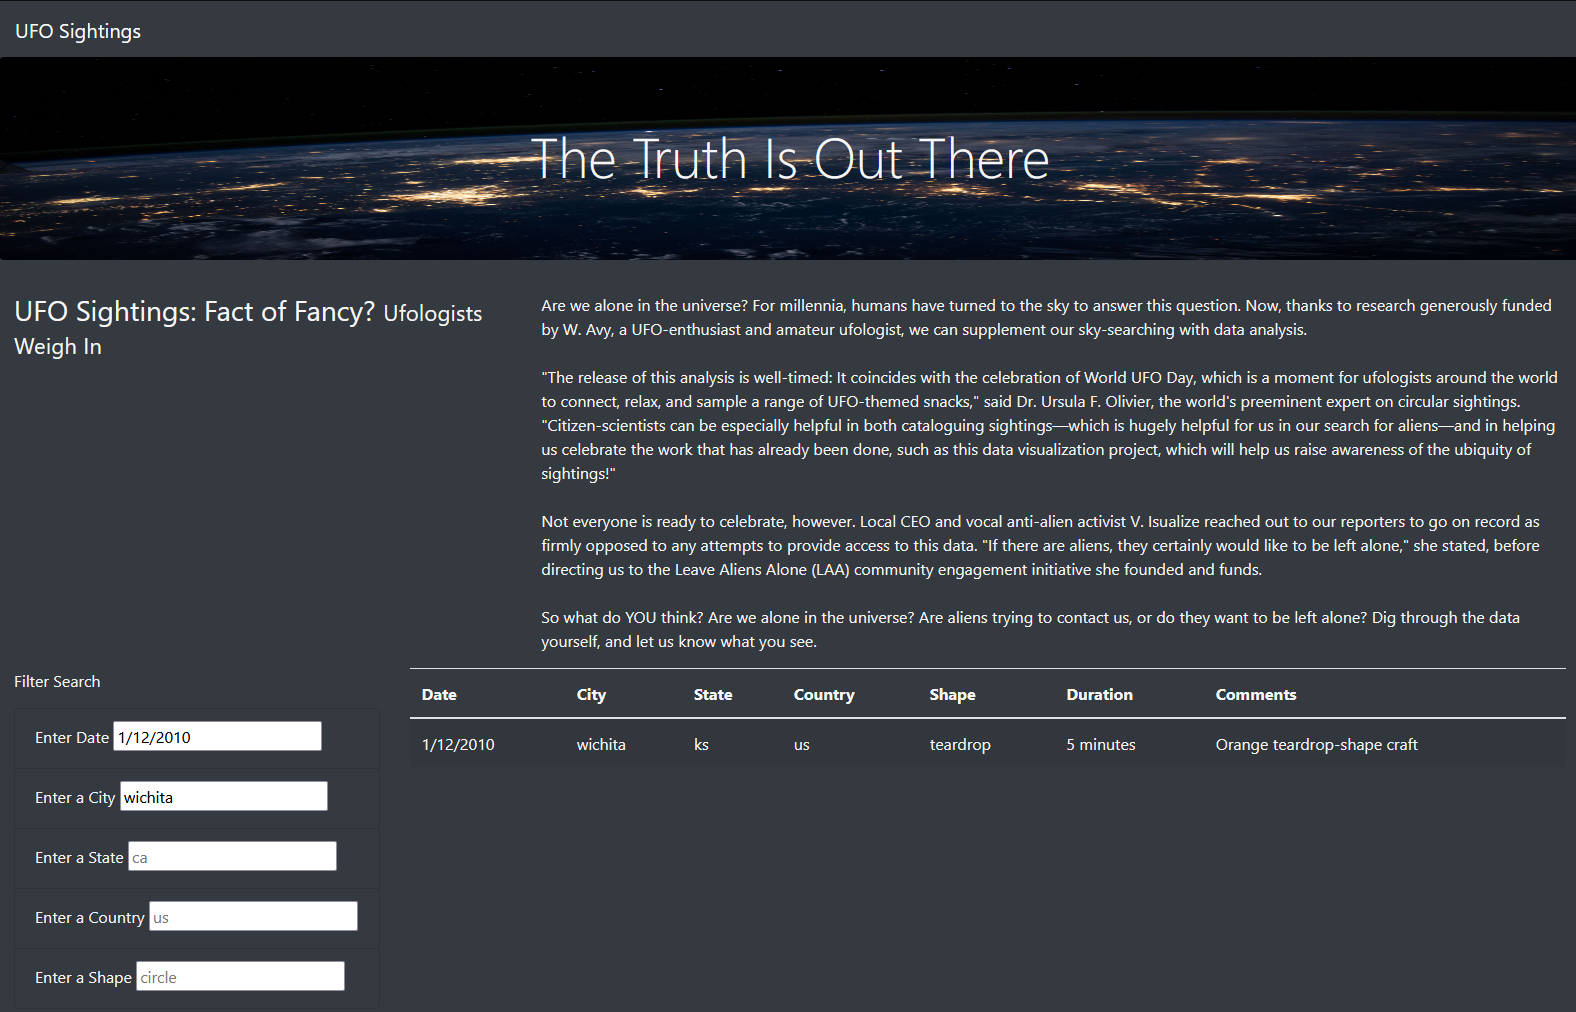 UFO Sightings
The Truth Is Out There
UFO Sightings: Fact of Fancy? Ufologists
Weigh In
Are we alone in the universe? For millennia, humans have turned to the sky to answer this question. Now, thanks to research generously funded
by W. Avy, a UFO-enthusiast and amateur ufologist, we can supplement our sky-searching with data analysis.
"The release of this analysis is well-timed: It coincides with the celebration of World UFO Day, which is a moment for ufologists around the world
to connect, relax, and sample a range of UFO-themed snacks," said Dr. Ursula F. Olivier, the world's preeminent expert on circular sightings.
"Citizen-scientists can be especially helpful in both cataloguing sightings—which is hugely helpful for us in our search for aliens—and in helping
us celebrate the work that has already been done, such as this data visualization project, which will help us raise awareness of the ubiquity of
sightings!"
Not everyone is ready to celebrate, however. Local CEO and vocal anti-alien activist V. Isualize reached out to our reporters to go on record as
firmly opposed to any attempts to provide access to this data. "If there are aliens, they certainly would like to be left alone," she stated, before
directing us to the Leave Aliens Alone (LAA) community engagement initiative she founded and funds.
So what do YOU think? Are we alone in the universe? Are aliens trying to contact us, or do they want to be left alone? Dig through the data
yourself, and let us know what you see.
Filter Search
Enter Date 1/12/2010
Enter a City wichita
Enter a State ca
Enter a Country us
Enter a Shape circle
Date City State Country Shape Duration Comments
1/12/2010 wichita ks us teardrop 5 minutes Orange teardrop-shape craft